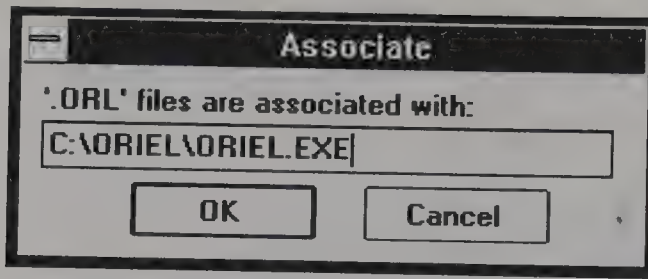 Associate
'.ORL' files are associated with:
C:\ORIEL\ORIEL.EXE
OK
Cancel